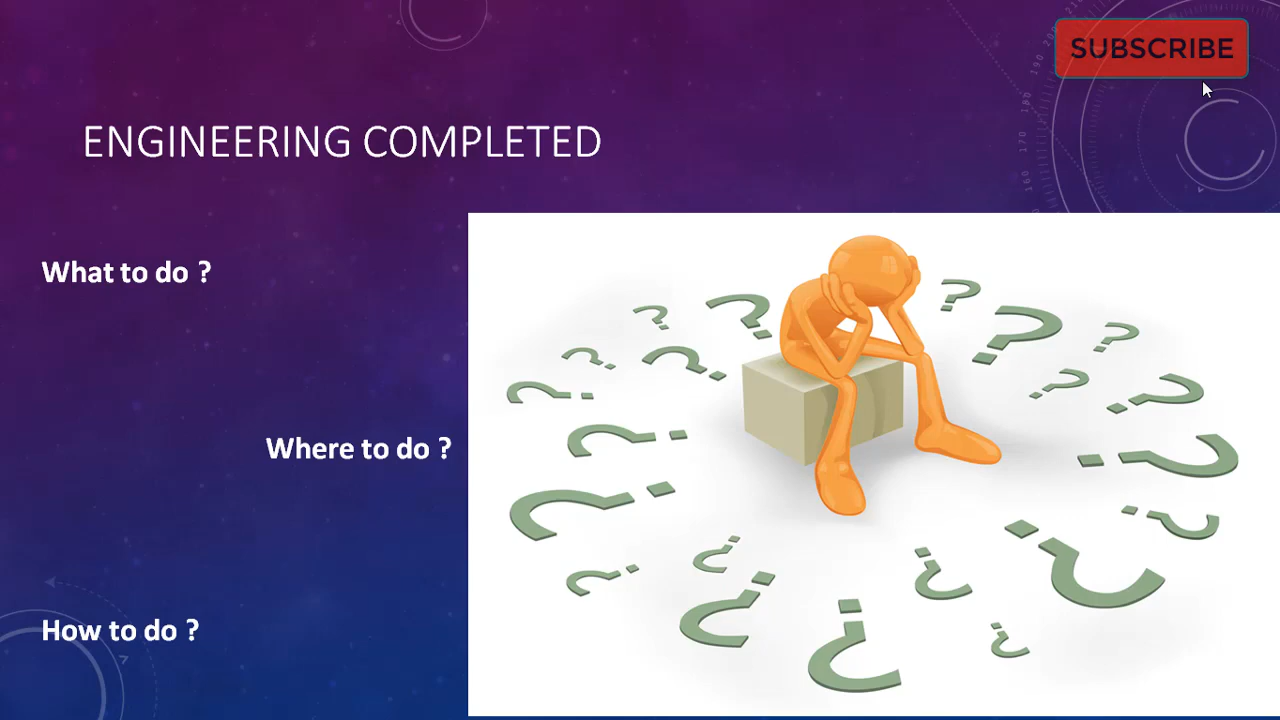 SUBSCRIBE
ENGINEERING COMPLETED
What to do ?
Where to do ?
How to do ?